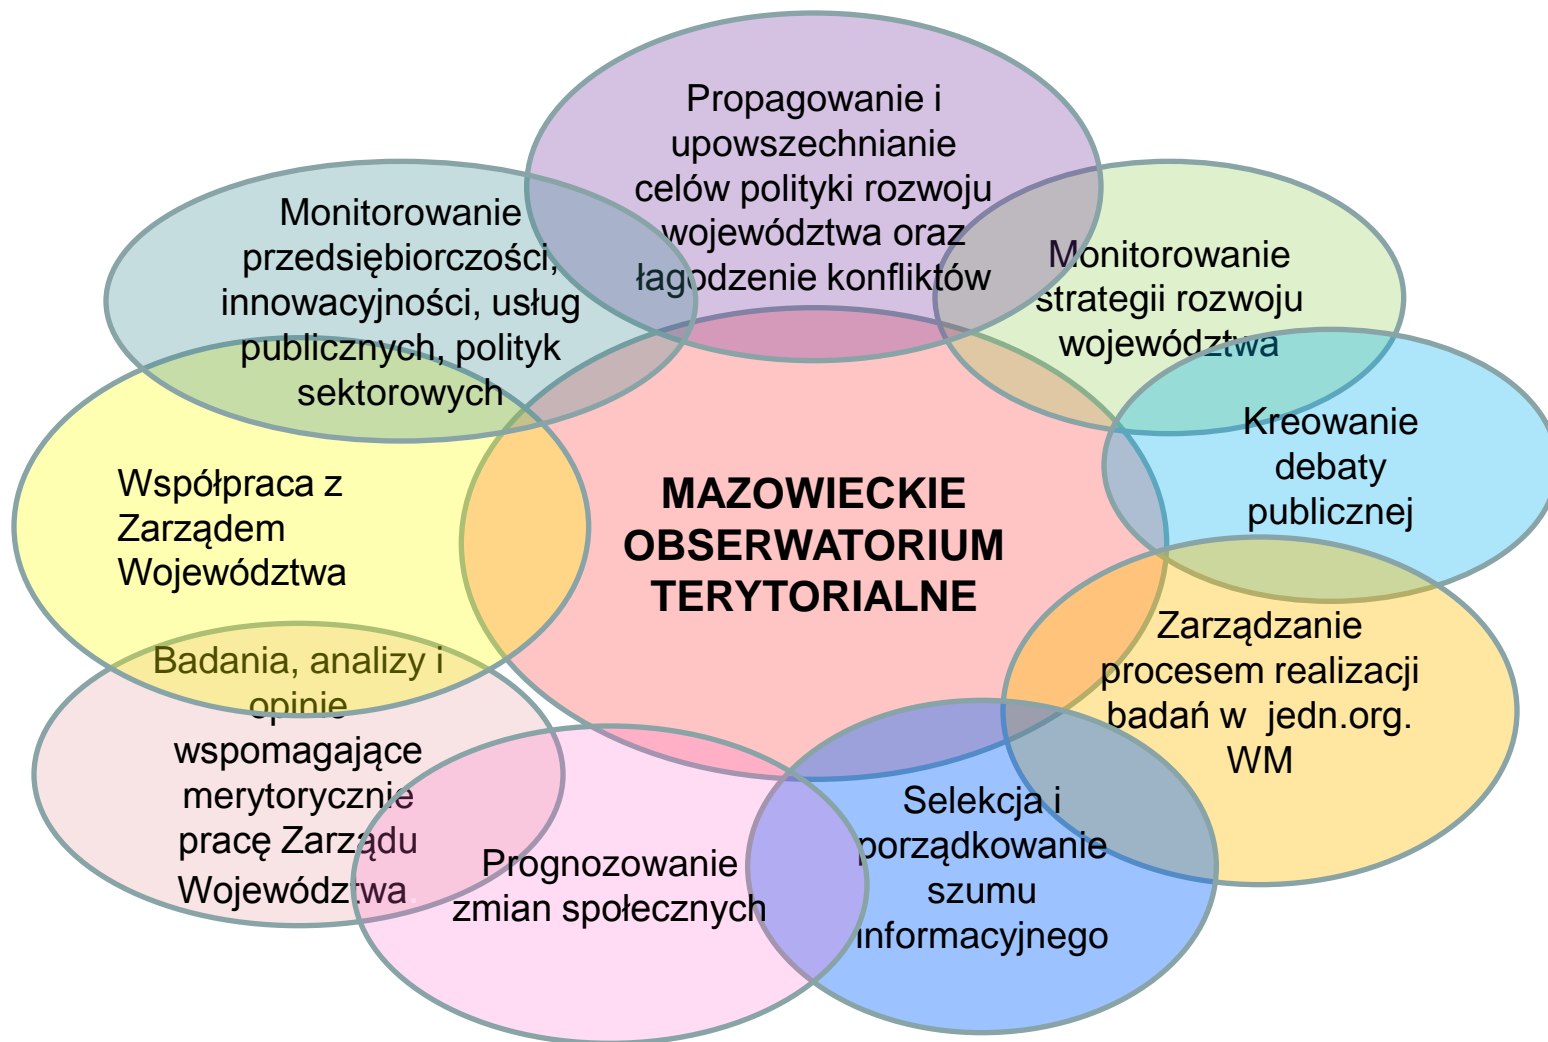 Propagowanie i
upowszechnianie
celów polityki rozwoju
województwa oraz
łagodzenie konfliktów
Monitorowanie
przedsiębiorczości,
innowacyjności, usług
publicznych, polityk
sektorowych
Monitorowanie
strategii rozwoju
województwa
Kreowanie
debaty
publicznej
Współpraca z
Zarządem
Województwa
MAZOWIECKIE
OBSERWATORIUM
TERYTORIALNE
Zarządzanie
procesem realizacji
badań w jedn.org.
WM
Badania, analizy i
opinie
wspomagające
merytorycznie
pracę Zarządu
Województwa.
Prognozowanie
zmian społecznych
Selekcja i
porządkowanie
szumu
informacyjnego